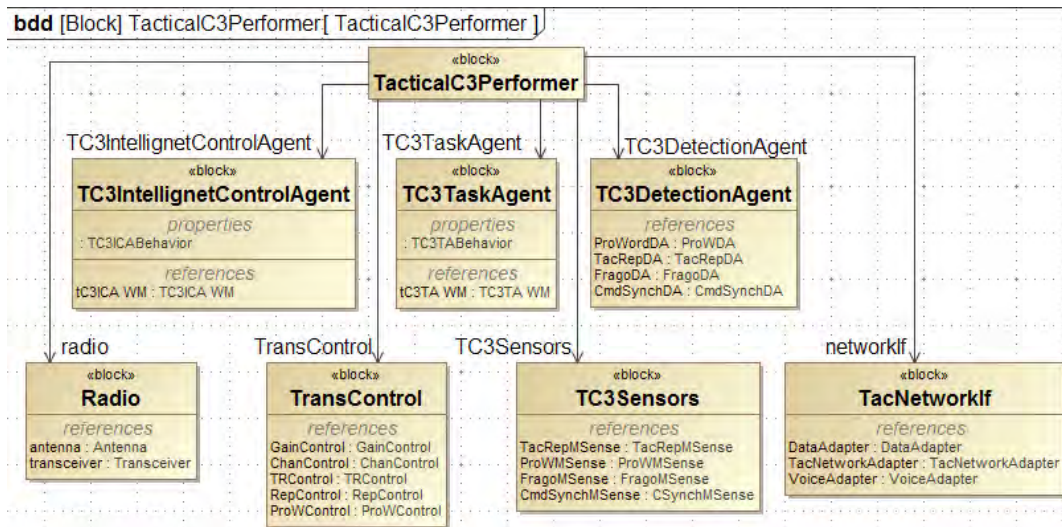 bdd [Block] TacticalC3Performer[ TacticalC3Performer ]
«block»
TacticalC3Performer
TC3IntellignetControlAgent
«block»
TC3IntellignetControlAgent
properties
: TC3ICABehavior
references
tC3ICA WM : TC3ICA WM
TC3TaskAgent
«block»
TC3TaskAgent
properties
: TC3TABehavior
references
tC3TA WM : TC3TA WM
TC3DetectionAgent
«block»
TC3DetectionAgent
references
ProWordDA : ProWDA
TacRepDA : TacRepDA
FragoDA : FragoDA
CmdSynchDA : CmdSynchDA
radio
«block»
Radio
references
antenna : Antenna
transceiver : Transceiver
TransControl
«block»
TransControl
references
GainControl : GainControl
ChanControl : ChanControl
TRControl : TRControl
RepControl : RepControl
ProWControl : ProWControl
TC3Sensors
«block»
TC3Sensors
references
TacRepMSense : TacRepMSense
ProWMSense : ProWMSense
FragoMSense : FragoMSense
CmdSynchMSense : CSynchMSense
networkIf
«block»
TacNetworkIf
references
DataAdapter : DataAdapter
TacNetworkAdapter : TacNetworkAdapter
VoiceAdapter : VoiceAdapter